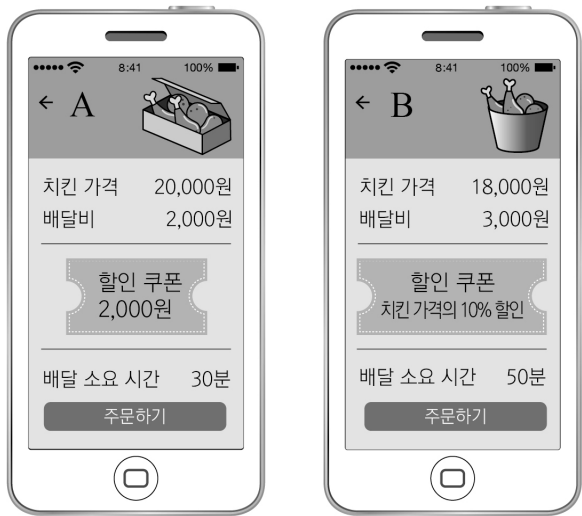 8:41
100%
A
치킨 가격 20,000원
배달비 2,000원
할인 쿠폰
2,000원
배달 소요 시간 30분
주문하기
8:41
100%
B
치킨 가격 18,000원
배달비 3,000원
할인 쿠폰
치킨 가격의 10% 할인
배달 소요 시간 50분
주문하기